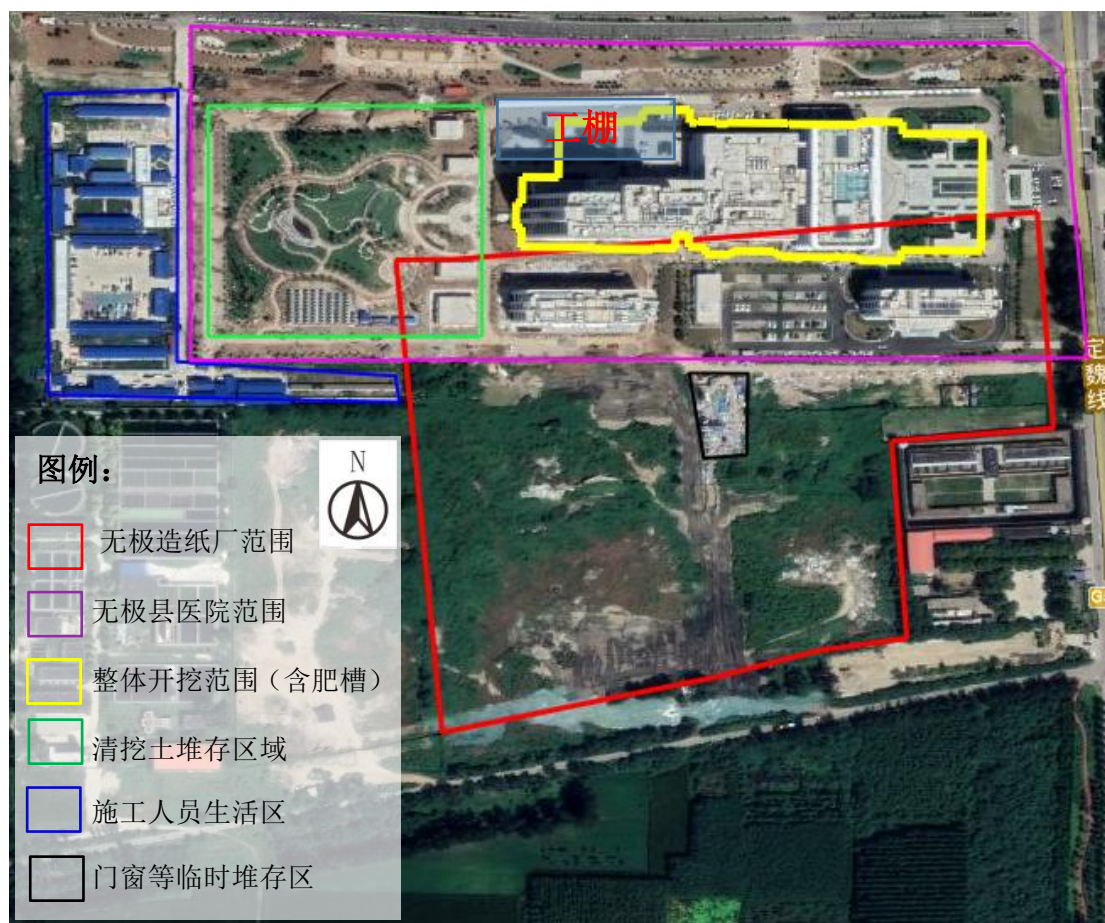 工棚
定
魏
线
图例：
N
无极造纸厂范围
无极县医院范围
G
整体开挖范围（含肥槽）
清挖土堆存区域
施工人员生活区
门窗等临时堆存区